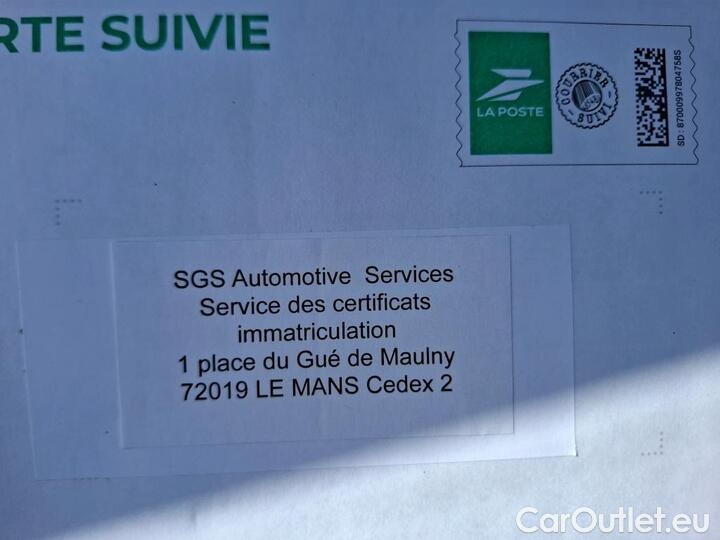 RTE SUIVIE
LA POSTE
COURRIER
SUIVI
SD : 87000997804758S
SGS Automotive Services
Service des certificats
immatriculation
1 place du Gué de Maulny
72019 LE MANS Cedex 2
CarOutlet.eu